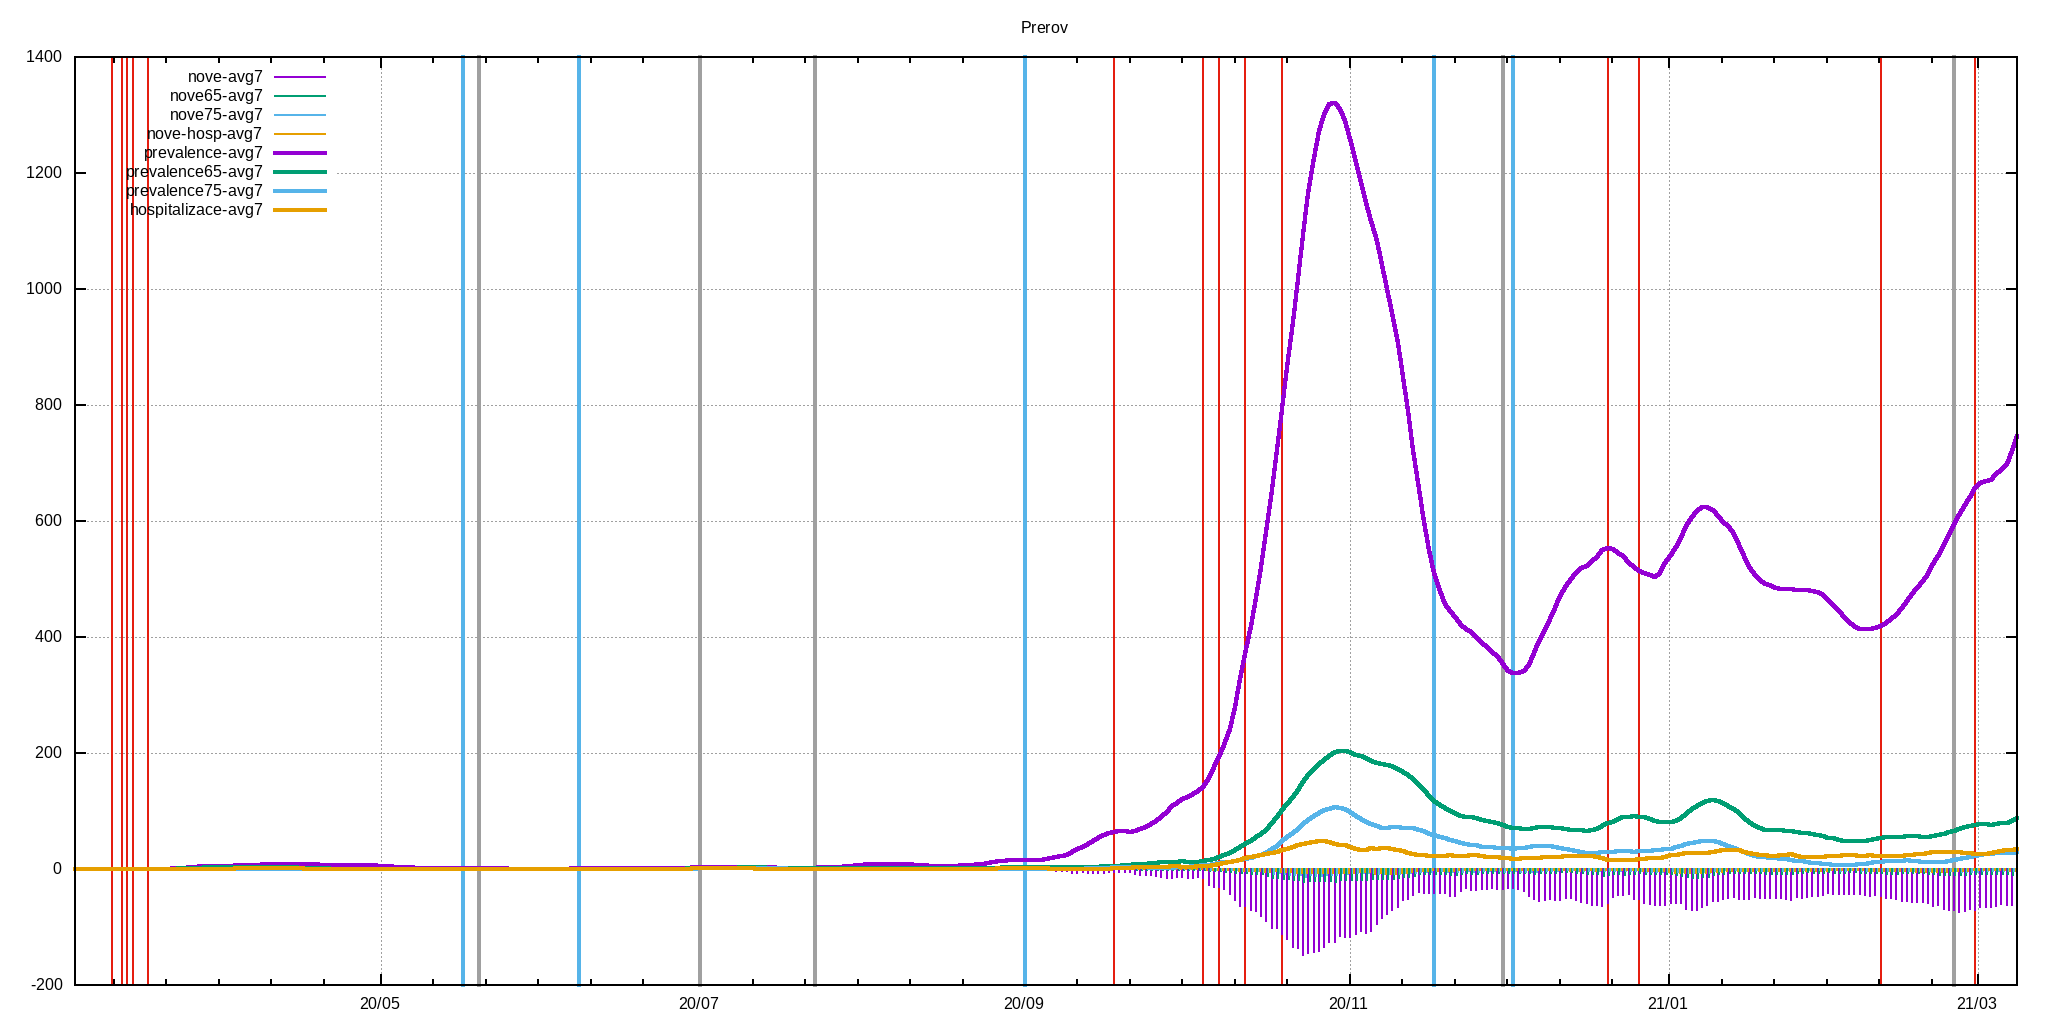 Prerov
1400
1200
1000
800
600
400
200
0
-200
nove-avg7
nove65-avg7
nove75-avg7
nove-hosp-avg7
prevalence-avg7
prevalence65-avg7
prevalence75-avg7
hospitalizace-avg7
20/05 20/07 20/09 20/11 21/01 21/03